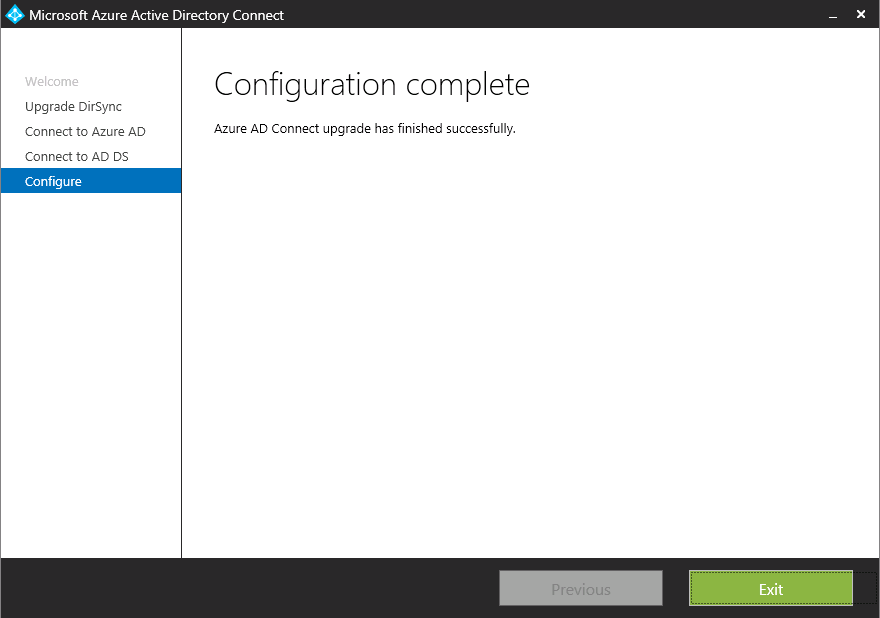 Microsoft Azure Active Directory Connect
Welcome
Upgrade DirSync
Connect to Azure AD
Connect to AD DS
Configure
Configuration complete
Azure AD Connect upgrade has finished successfully.
Previous
Exit